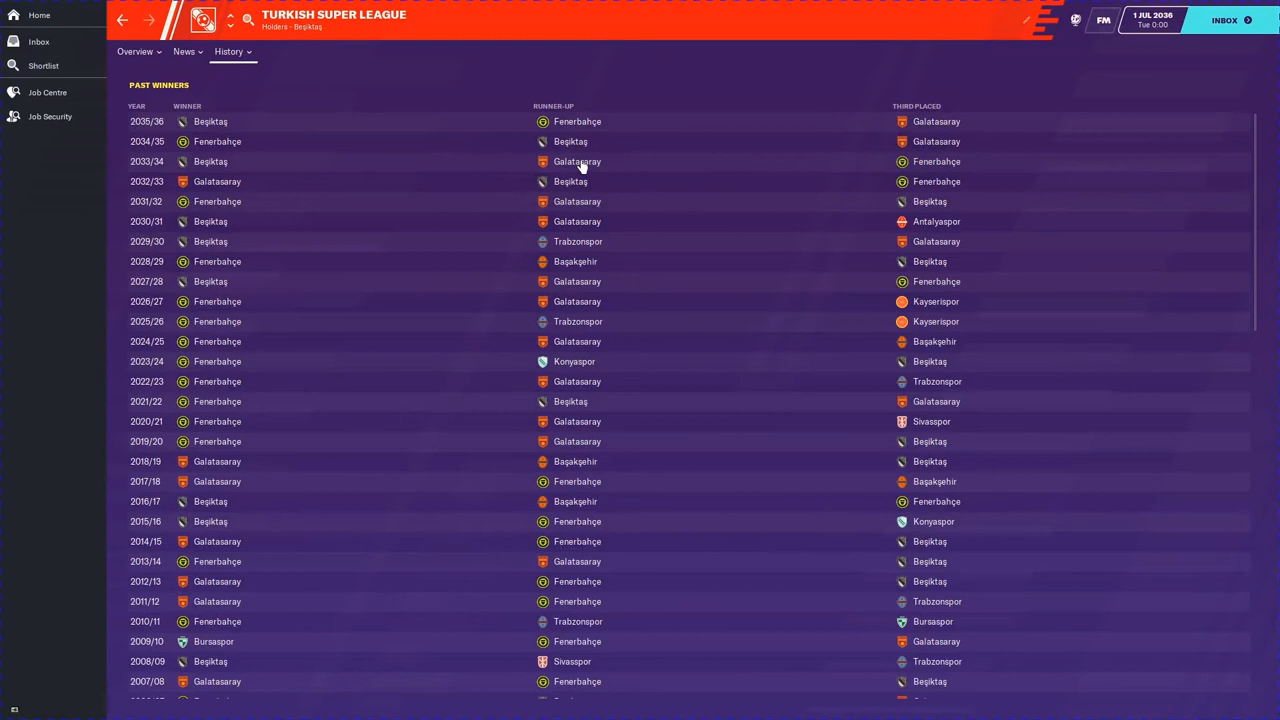 Home
TURKISH SUPER LEAGUE
Holders - Beşiktaş
FM
1 JUL 2036
Tue 0:00
INBOX
Inbox
Shortlist
Job Centre
Job Security
Overview News History
PAST WINNERS
YEAR WINNER RUNNER-UP THIRD PLACED
2035/36 Beşiktaş Fenerbahçe Galatasaray
2034/35 Fenerbahçe Beşiktaş Galatasaray
2033/34 Beşiktaş Galatasaray Fenerbahçe
2032/33 Galatasaray Beşiktaş Fenerbahçe
2031/32 Fenerbahçe Galatasaray Beşiktaş
2030/31 Beşiktaş Galatasaray Antalyaspor
2029/30 Beşiktaş Trabzonspor Galatasaray
2028/29 Fenerbahçe Başakşehir Beşiktaş
2027/28 Beşiktaş Galatasaray Fenerbahçe
2026/27 Fenerbahçe Galatasaray Kayserispor
2025/26 Fenerbahçe Trabzonspor Kayserispor
2024/25 Fenerbahçe Galatasaray Başakşehir
2023/24 Fenerbahçe Konyaspor Beşiktaş
2022/23 Fenerbahçe Galatasaray Trabzonspor
2021/22 Fenerbahçe Beşiktaş Galatasaray
2020/21 Fenerbahçe Galatasaray Sivasspor
2019/20 Fenerbahçe Galatasaray Beşiktaş
2018/19 Galatasaray Başakşehir Beşiktaş
2017/18 Galatasaray Fenerbahçe Başakşehir
2016/17 Beşiktaş Başakşehir Fenerbahçe
2015/16 Beşiktaş Fenerbahçe Konyaspor
2014/15 Galatasaray Fenerbahçe Beşiktaş
2013/14 Fenerbahçe Galatasaray Beşiktaş
2012/13 Galatasaray Fenerbahçe Beşiktaş
2011/12 Galatasaray Fenerbahçe Trabzonspor
2010/11 Fenerbahçe Trabzonspor Bursaspor
2009/10 Bursaspor Fenerbahçe Galatasaray
2008/09 Beşiktaş Sivasspor Trabzonspor
2007/08 Galatasaray Fenerbahçe Beşiktaş